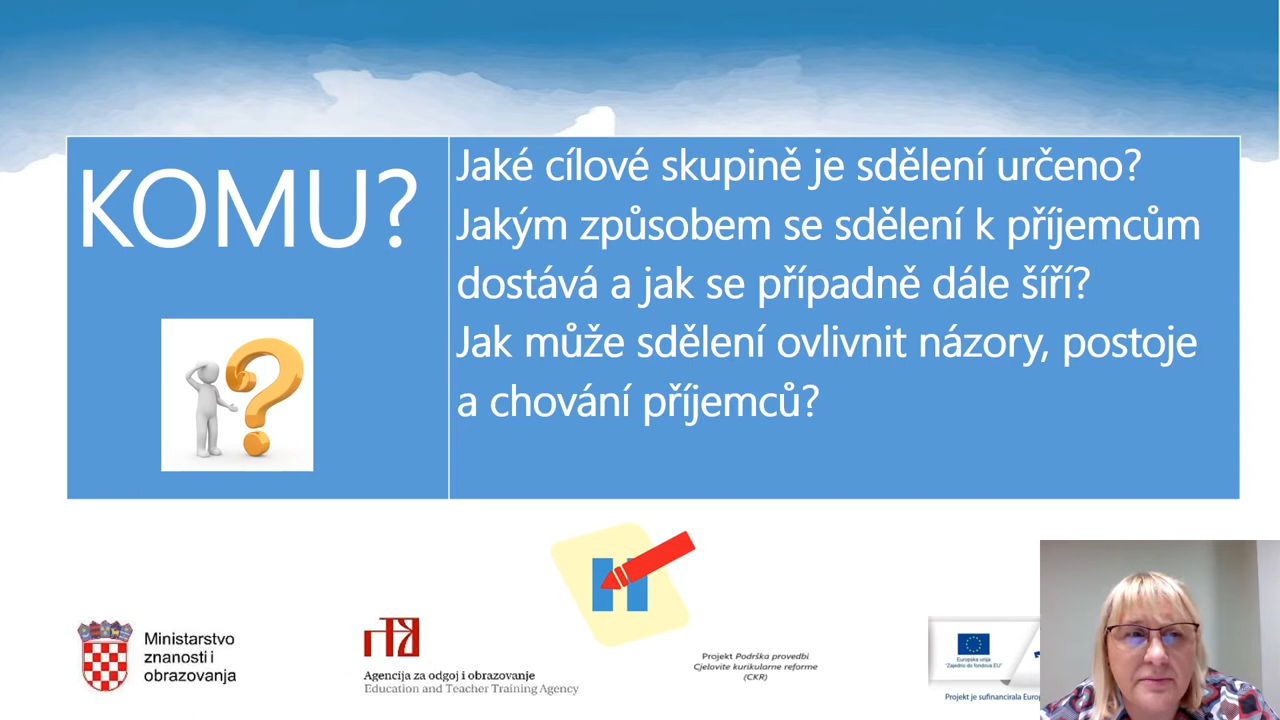 KOMU?
Jaké cílové skupině je sdělení určeno?
Jakým způsobem se sdělení k příjemcům
dostává a jak se případně dále šíří?
Jak může sdělení ovlivnit názory, postoje
a chování příjemců?
Ministarstvo
znanosti i
obrazovanja
Agencija za odgoj i obrazovanje
Education and Teacher Training Agency
Projekt Podrška provedbi
Cjelovite kurikularne reforme
(CKR)
Europska unija
"Zajedno do fondova EU"
Projekt je sufinancirala Europ